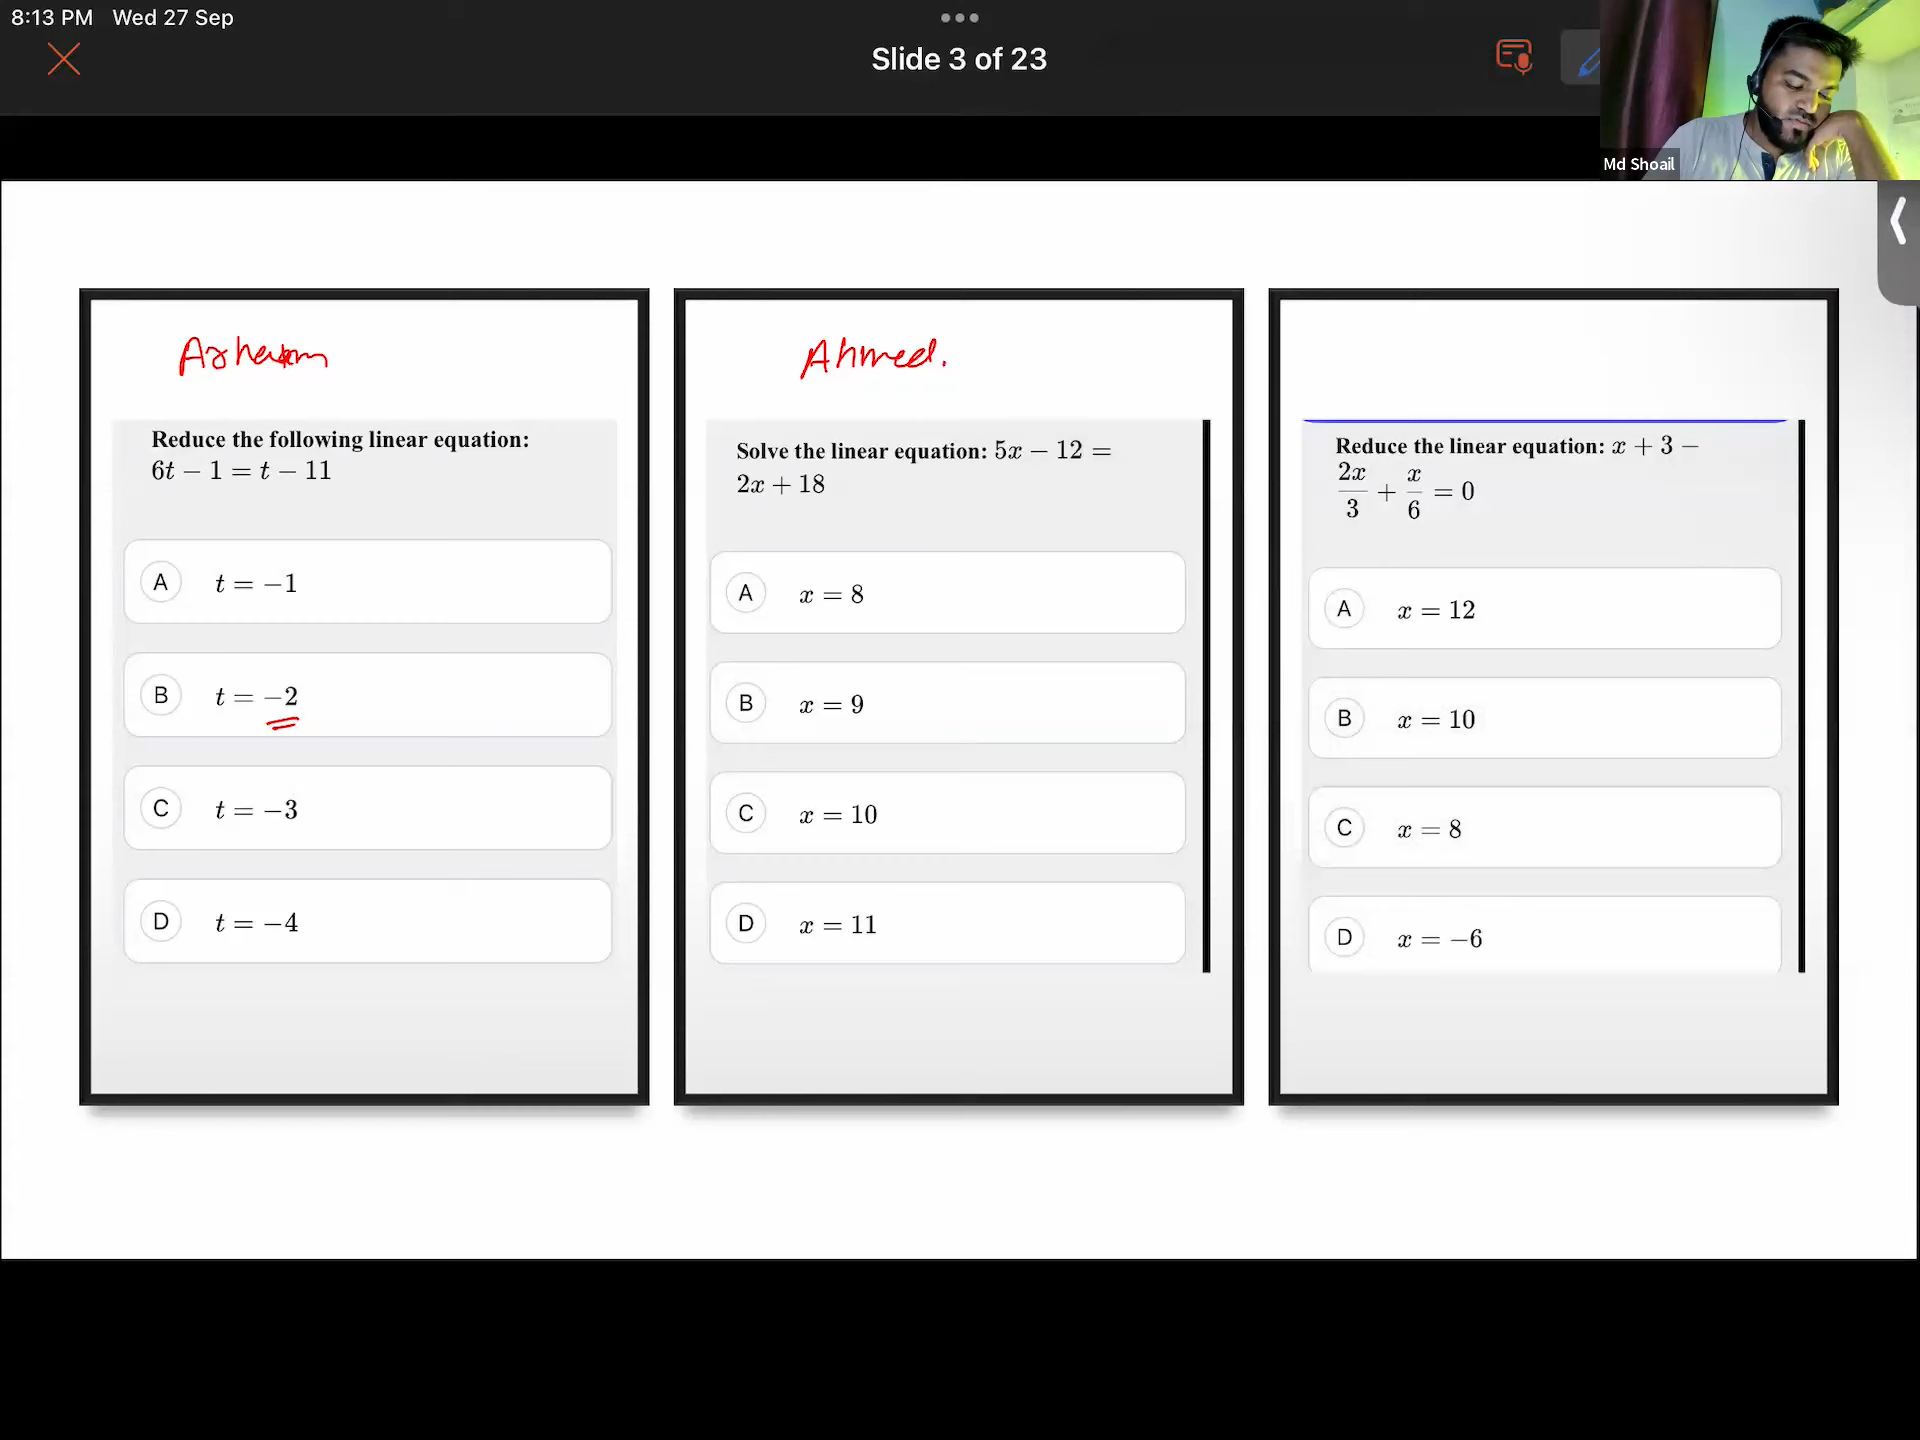 8:13 PM Wed 27 Sep
Slide 3 of 23
Md Shoail
Reduce the following linear equation:
6t − 1 = t − 11
A t = −1
B t = −2
C t = −3
D t = −4
Ahmed.
Solve the linear equation: 5x − 12 =
2x + 18
A x = 8
B x = 9
C x = 10
D x = 11
Reduce the linear equation: x + 3 −
2x/3 + x/6 = 0
A x = 12
B x = 10
C x = 8
D x = −6